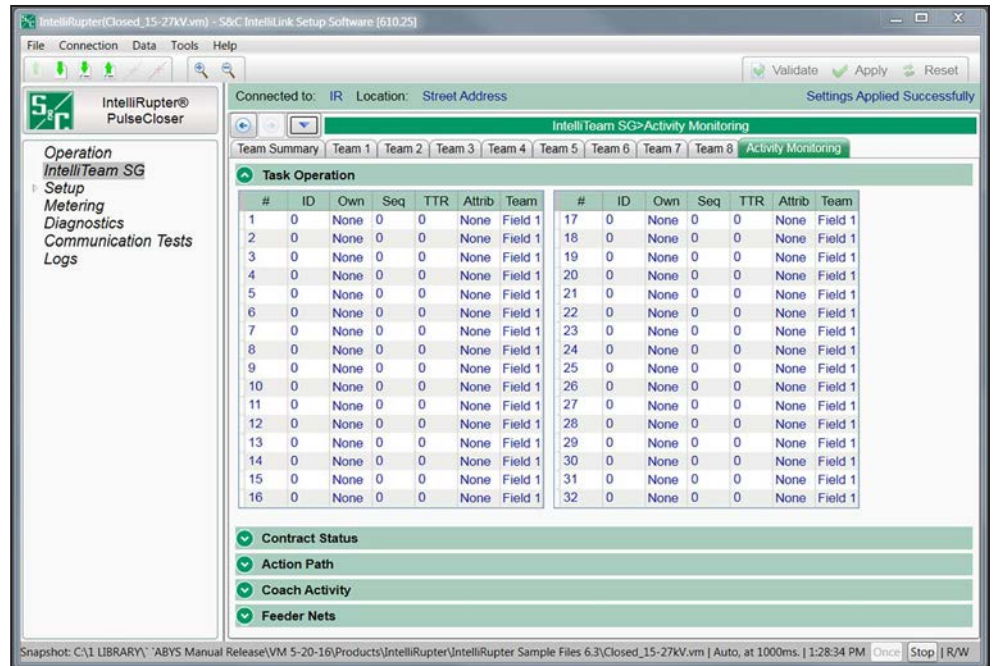 IntelliRupter(Closed_15-27kV.vm) - S&C IntelliLink Setup Software [610.25]
File Connection Data Tools Help
Validate Apply Reset
S&C IntelliRupter®
PulseCloser
Connected to: IR Location: Street Address Settings Applied Successfully
IntelliTeam SG>Activity Monitoring
Team Summary Team 1 Team 2 Team 3 Team 4 Team 5 Team 6 Team 7 Team 8 Activity Monitoring
Operation
IntelliTeam SG
Setup
Metering
Diagnostics
Communication Tests
Logs
Task Operation
# ID Own Seq TTR Attrib Team # ID Own Seq TTR Attrib Team
1 0 None 0 0 None Field 1 17 0 None 0 0 None Field 1
2 0 None 0 0 None Field 1 18 0 None 0 0 None Field 1
3 0 None 0 0 None Field 1 19 0 None 0 0 None Field 1
4 0 None 0 0 None Field 1 20 0 None 0 0 None Field 1
5 0 None 0 0 None Field 1 21 0 None 0 0 None Field 1
6 0 None 0 0 None Field 1 22 0 None 0 0 None Field 1
7 0 None 0 0 None Field 1 23 0 None 0 0 None Field 1
8 0 None 0 0 None Field 1 24 0 None 0 0 None Field 1
9 0 None 0 0 None Field 1 25 0 None 0 0 None Field 1
10 0 None 0 0 None Field 1 26 0 None 0 0 None Field 1
11 0 None 0 0 None Field 1 27 0 None 0 0 None Field 1
12 0 None 0 0 None Field 1 28 0 None 0 0 None Field 1
13 0 None 0 0 None Field 1 29 0 None 0 0 None Field 1
14 0 None 0 0 None Field 1 30 0 None 0 0 None Field 1
15 0 None 0 0 None Field 1 31 0 None 0 0 None Field 1
16 0 None 0 0 None Field 1 32 0 None 0 0 None Field 1
Contract Status
Action Path
Coach Activity
Feeder Nets
Snapshot: C:\1 LIBRARY\` `ABYS Manual Release\VM 5-20-16\Products\IntelliRupter\IntelliRupter Sample Files 6.3\Closed_15-27kV.vm | Auto, at 1000ms. | 1:28:34 PM Once Stop | R/W